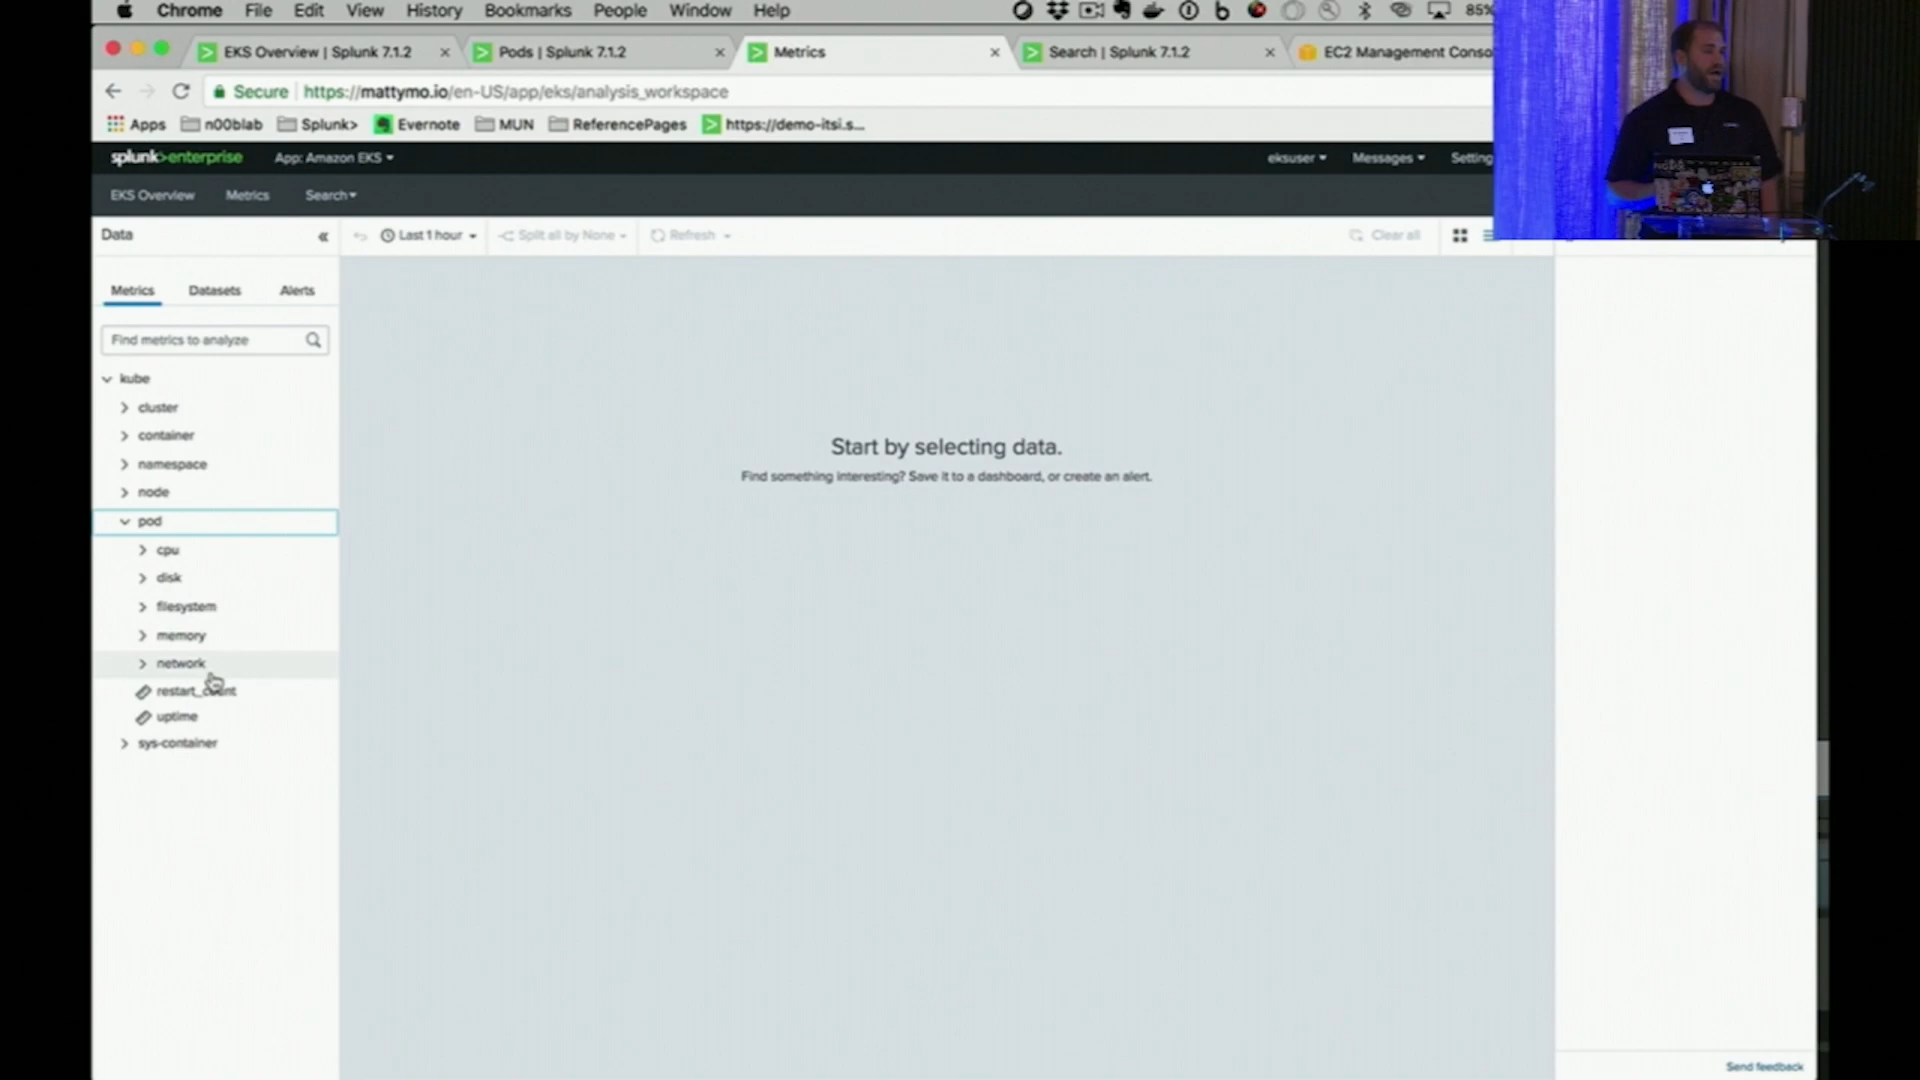 Chrome File Edit View History Bookmarks People Window Help 85%
EKS Overview | Splunk 7.1.2 Pods | Splunk 7.1.2 Metrics Search | Splunk 7.1.2 EC2 Management Conso
Secure https://mattymo.io/en-US/app/eks/analysis_workspace
Apps n00blab Splunk> Evernote MUN ReferencePages https://demo-itsi.s...
splunk>enterprise App: Amazon EKS eksuser Messages Setting
EKS Overview Metrics Search
Data « Last 1 hour Split all by None Refresh Clear all
Metrics Datasets Alerts
Find metrics to analyze
kube
cluster
container
namespace
node
pod
cpu
disk
filesystem
memory
network
restart_count
uptime
sys-container
Start by selecting data.
Find something interesting? Save it to a dashboard, or create an alert.
Send feedback